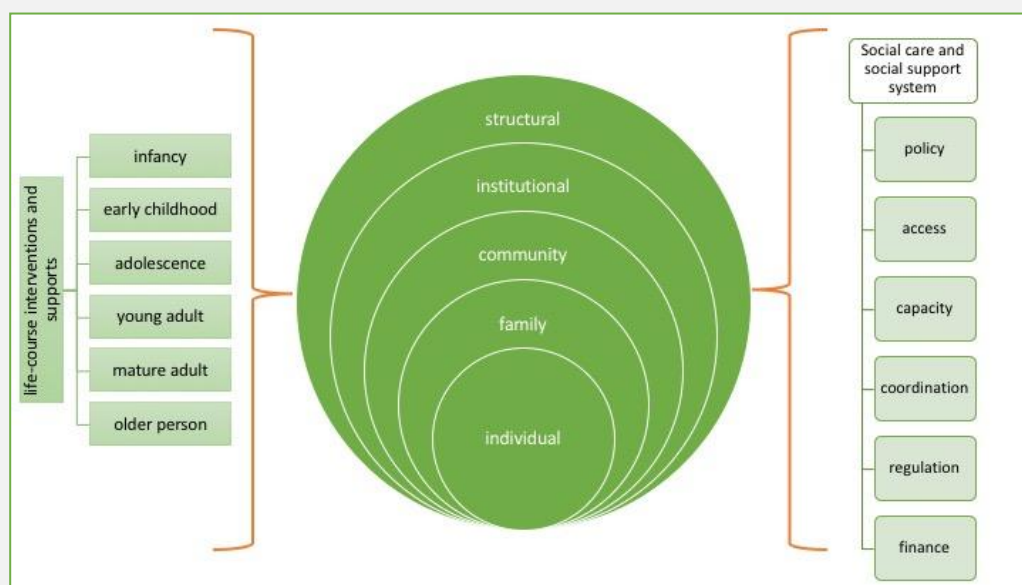 life-course interventions and
supports
infancy
early childhood
adolescence
young adult
mature adult
older person
structural
institutional
community
family
individual
Social care and
social support
system
policy
access
capacity
coordination
regulation
finance